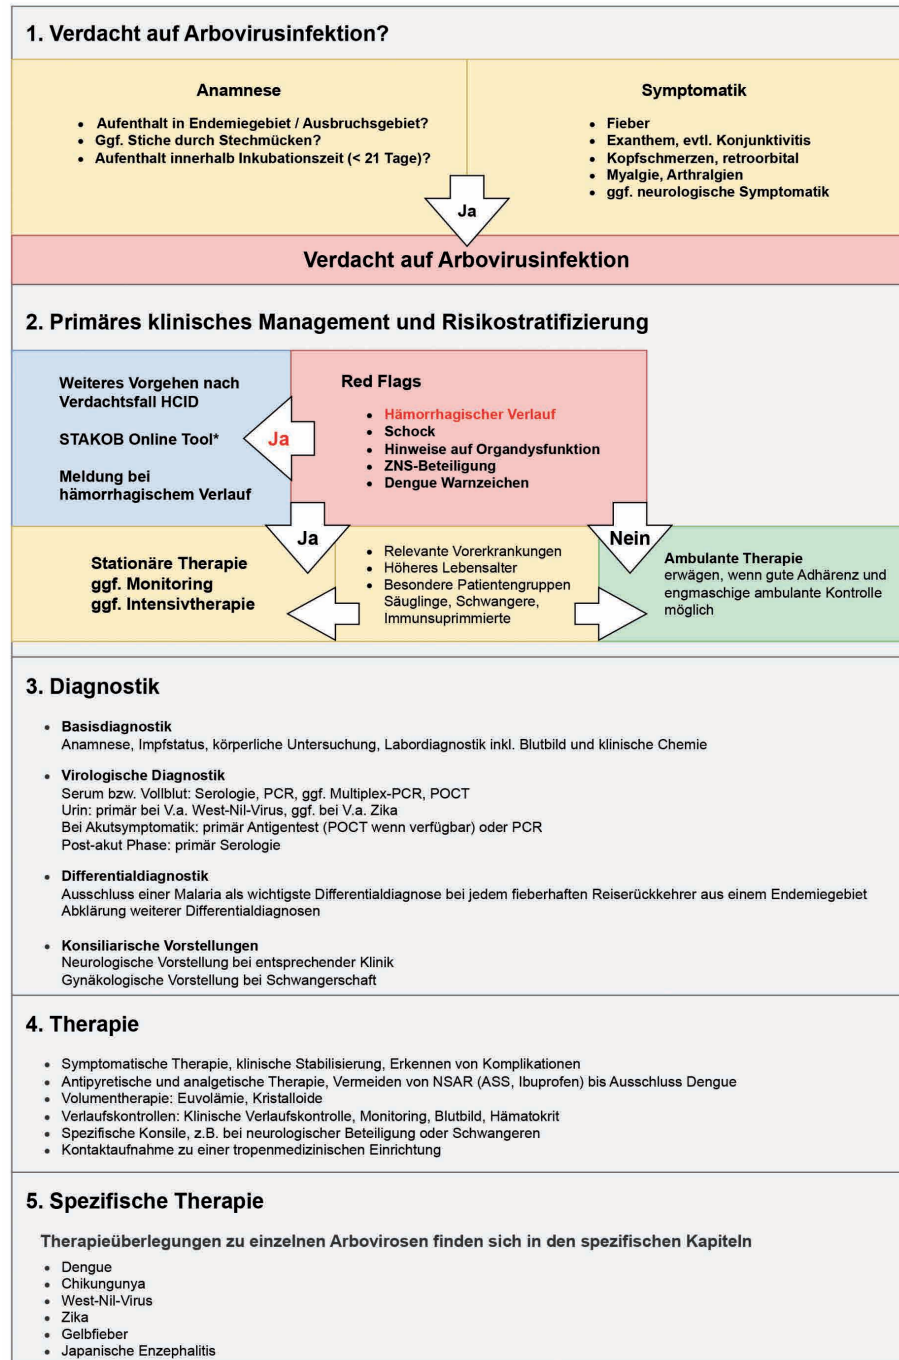 1. Verdacht auf Arbovirusinfektion?
Anamnese
• Aufenthalt in Endemiegebiet / Ausbruchsgebiet?
• Ggf. Stiche durch Stechmücken?
• Aufenthalt innerhalb Inkubationszeit (< 21 Tage)?
Symptomatik
• Fieber
• Exanthem, evtl. Konjunktivitis
• Kopfschmerzen, retroorbital
• Myalgie, Arthralgien
• ggf. neurologische Symptomatik
Ja
Verdacht auf Arbovirusinfektion
2. Primäres klinisches Management und Risikostratifizierung
Weiteres Vorgehen nach
Verdachtsfall HCID
STAKOB Online Tool*
Meldung bei
hämorrhagischem Verlauf
Ja
Red Flags
• Hämorrhagischer Verlauf
• Schock
• Hinweise auf Organdysfunktion
• ZNS-Beteiligung
• Dengue Warnzeichen
Ja
Nein
Stationäre Therapie
ggf. Monitoring
ggf. Intensivtherapie
• Relevante Vorerkrankungen
• Höheres Lebensalter
• Besondere Patientengruppen
Säuglinge, Schwangere,
Immunsuprimmierte
Ambulante Therapie
erwägen, wenn gute Adhärenz und
engmaschige ambulante Kontrolle
möglich
3. Diagnostik
• Basisdiagnostik
Anamnese, Impfstatus, körperliche Untersuchung, Labordiagnostik inkl. Blutbild und klinische Chemie
• Virologische Diagnostik
Serum bzw. Vollblut: Serologie, PCR, ggf. Multiplex-PCR, POCT
Urin: primär bei V.a. West-Nil-Virus, ggf. bei V.a. Zika
Bei Akutsymptomatik: primär Antigentest (POCT wenn verfügbar) oder PCR
Post-akut Phase: primär Serologie
• Differentialdiagnostik
Ausschluss einer Malaria als wichtigste Differentialdiagnose bei jedem fieberhaften Reiserückkehrer aus einem Endemiegebiet
Abklärung weiterer Differentialdiagnosen
• Konsiliarische Vorstellungen
Neurologische Vorstellung bei entsprechender Klinik
Gynäkologische Vorstellung bei Schwangerschaft
4. Therapie
• Symptomatische Therapie, klinische Stabilisierung, Erkennen von Komplikationen
• Antipyretische und analgetische Therapie, Vermeiden von NSAR (ASS, Ibuprofen) bis Ausschluss Dengue
• Volumentherapie: Euvolämie, Kristalloide
• Verlaufskontrollen: Klinische Verlaufskontrolle, Monitoring, Blutbild, Hämatokrit
• Spezifische Konsile, z.B. bei neurologischer Beteiligung oder Schwangeren
• Kontaktaufnahme zu einer tropenmedizinischen Einrichtung
5. Spezifische Therapie
Therapieüberlegungen zu einzelnen Arbovirosen finden sich in den spezifischen Kapiteln
• Dengue
• Chikungunya
• West-Nil-Virus
• Zika
• Gelbfieber
• Japanische Enzephalitis